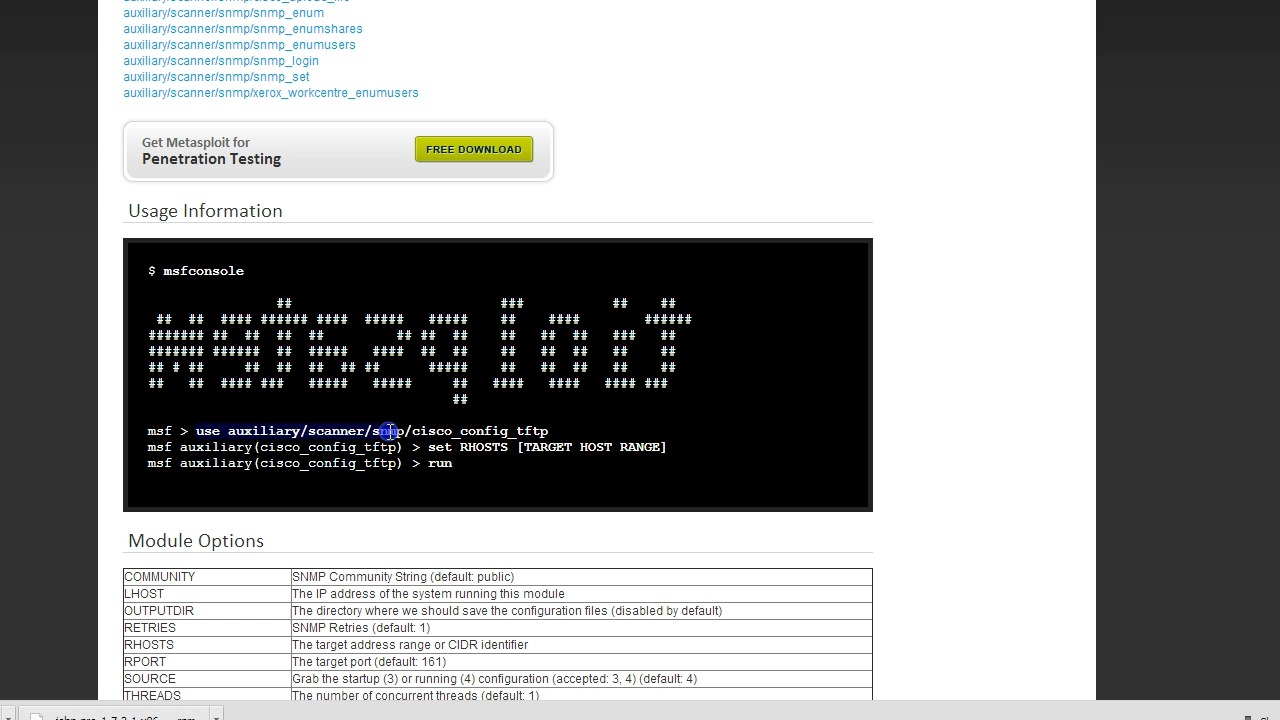 auxiliary/scanner/snmp/snmp_enum
auxiliary/scanner/snmp/snmp_enumshares
auxiliary/scanner/snmp/snmp_enumusers
auxiliary/scanner/snmp/snmp_login
auxiliary/scanner/snmp/snmp_set
auxiliary/scanner/snmp/xerox_workcentre_enumusers
Get Metasploit for
Penetration Testing
FREE DOWNLOAD
Usage Information
$ msfconsole
msf > use auxiliary/scanner/snmp/cisco_config_tftp
msf auxiliary(cisco_config_tftp) > set RHOSTS [TARGET HOST RANGE]
msf auxiliary(cisco_config_tftp) > run
Module Options
COMMUNITY SNMP Community String (default: public)
LHOST The IP address of the system running this module
OUTPUTDIR The directory where we should save the configuration files (disabled by default)
RETRIES SNMP Retries (default: 1)
RHOSTS The target address range or CIDR identifier
RPORT The target port (default: 161)
SOURCE Grab the startup (3) or running (4) configuration (accepted: 3, 4) (default: 4)
THREADS The number of concurrent threads (default: 1)